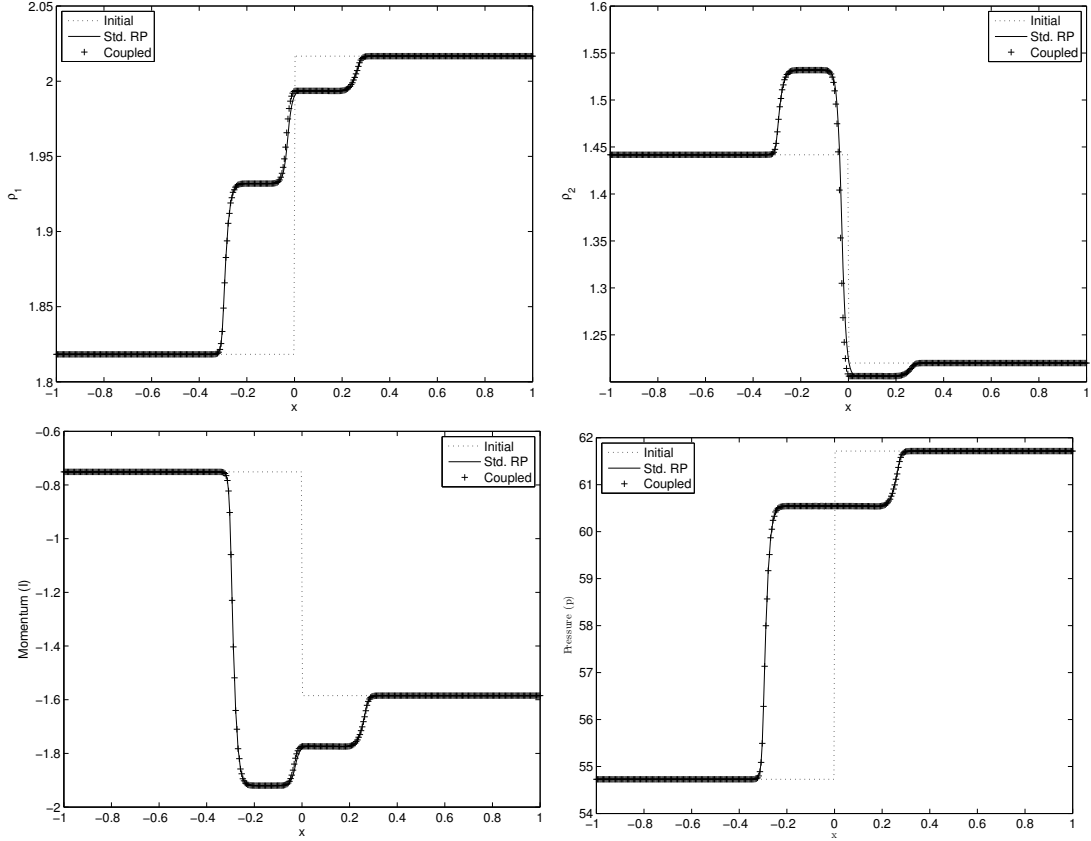 2.05
2
1.95
1.9
1.85
1.8
ρ1
Initial
Std. RP
Coupled
−1 −0.8 −0.6 −0.4 −0.2 0 0.2 0.4 0.6 0.8 1
x
1.6
1.55
1.5
1.45
1.4
1.35
1.3
1.25
ρ2
Initial
Std. RP
Coupled
−1 −0.8 −0.6 −0.4 −0.2 0 0.2 0.4 0.6 0.8 1
x
−0.6
−0.8
−1
−1.2
−1.4
−1.6
−1.8
−2
Momentum (I)
Initial
Std. RP
Coupled
−1 −0.8 −0.6 −0.4 −0.2 0 0.2 0.4 0.6 0.8 1
x
62
61
60
59
58
57
56
55
54
Pressure (p)
Initial
Std. RP
Coupled
−1 −0.8 −0.6 −0.4 −0.2 0 0.2 0.4 0.6 0.8 1
x